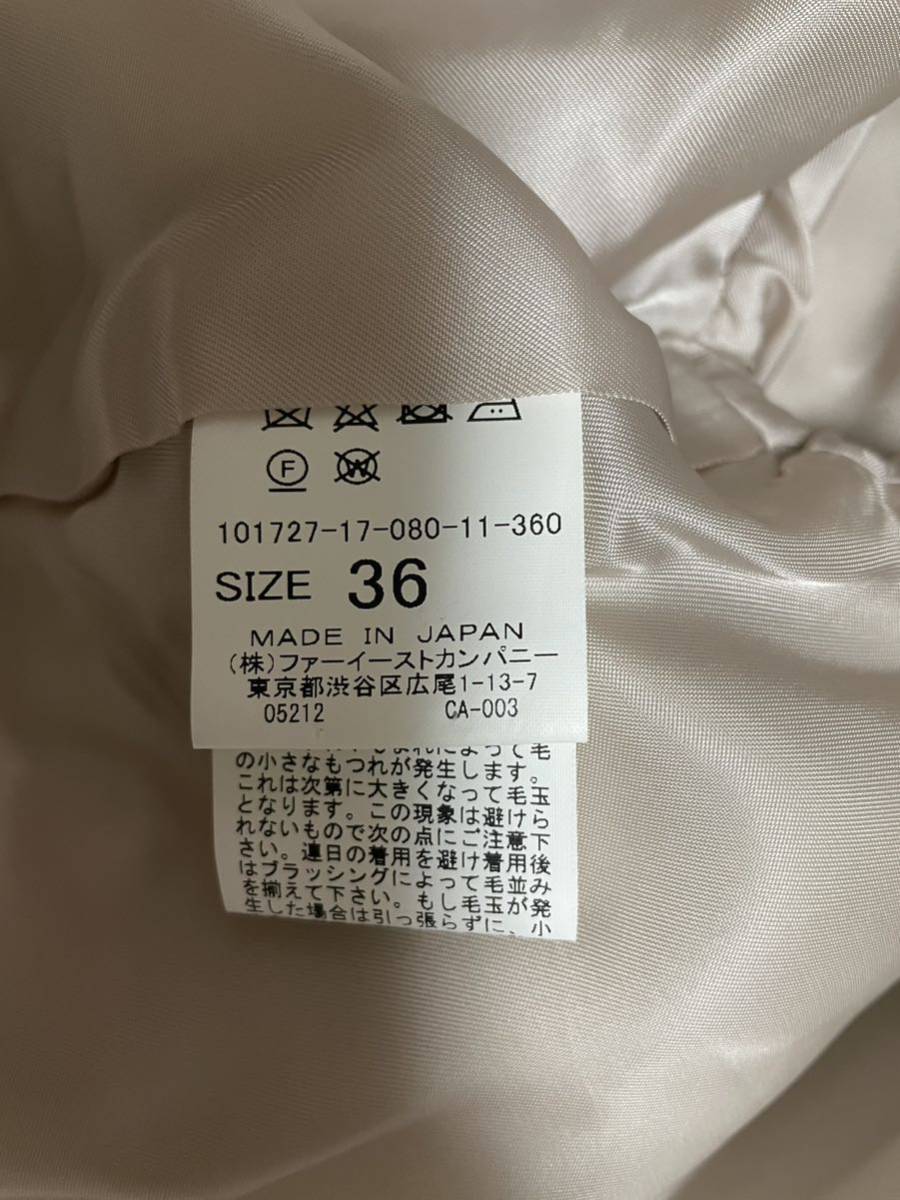 F W
101727-17-080-11-360
SIZE 36
MADE IN JAPAN
(株)ファーイーストカンパニー
東京都渋谷区広尾1-13-7
05212 CA-003
によって毛
の小さなもつれが発生します。
これは次第に大きくなって毛玉
となります。この現象は避けら
れないもので次の点にご注意下
さい。連日の着用を避け着用後
はブラッシングによって毛並み
を揃えて下さい。もし毛玉が発
生した場合は引っ張らずに、小